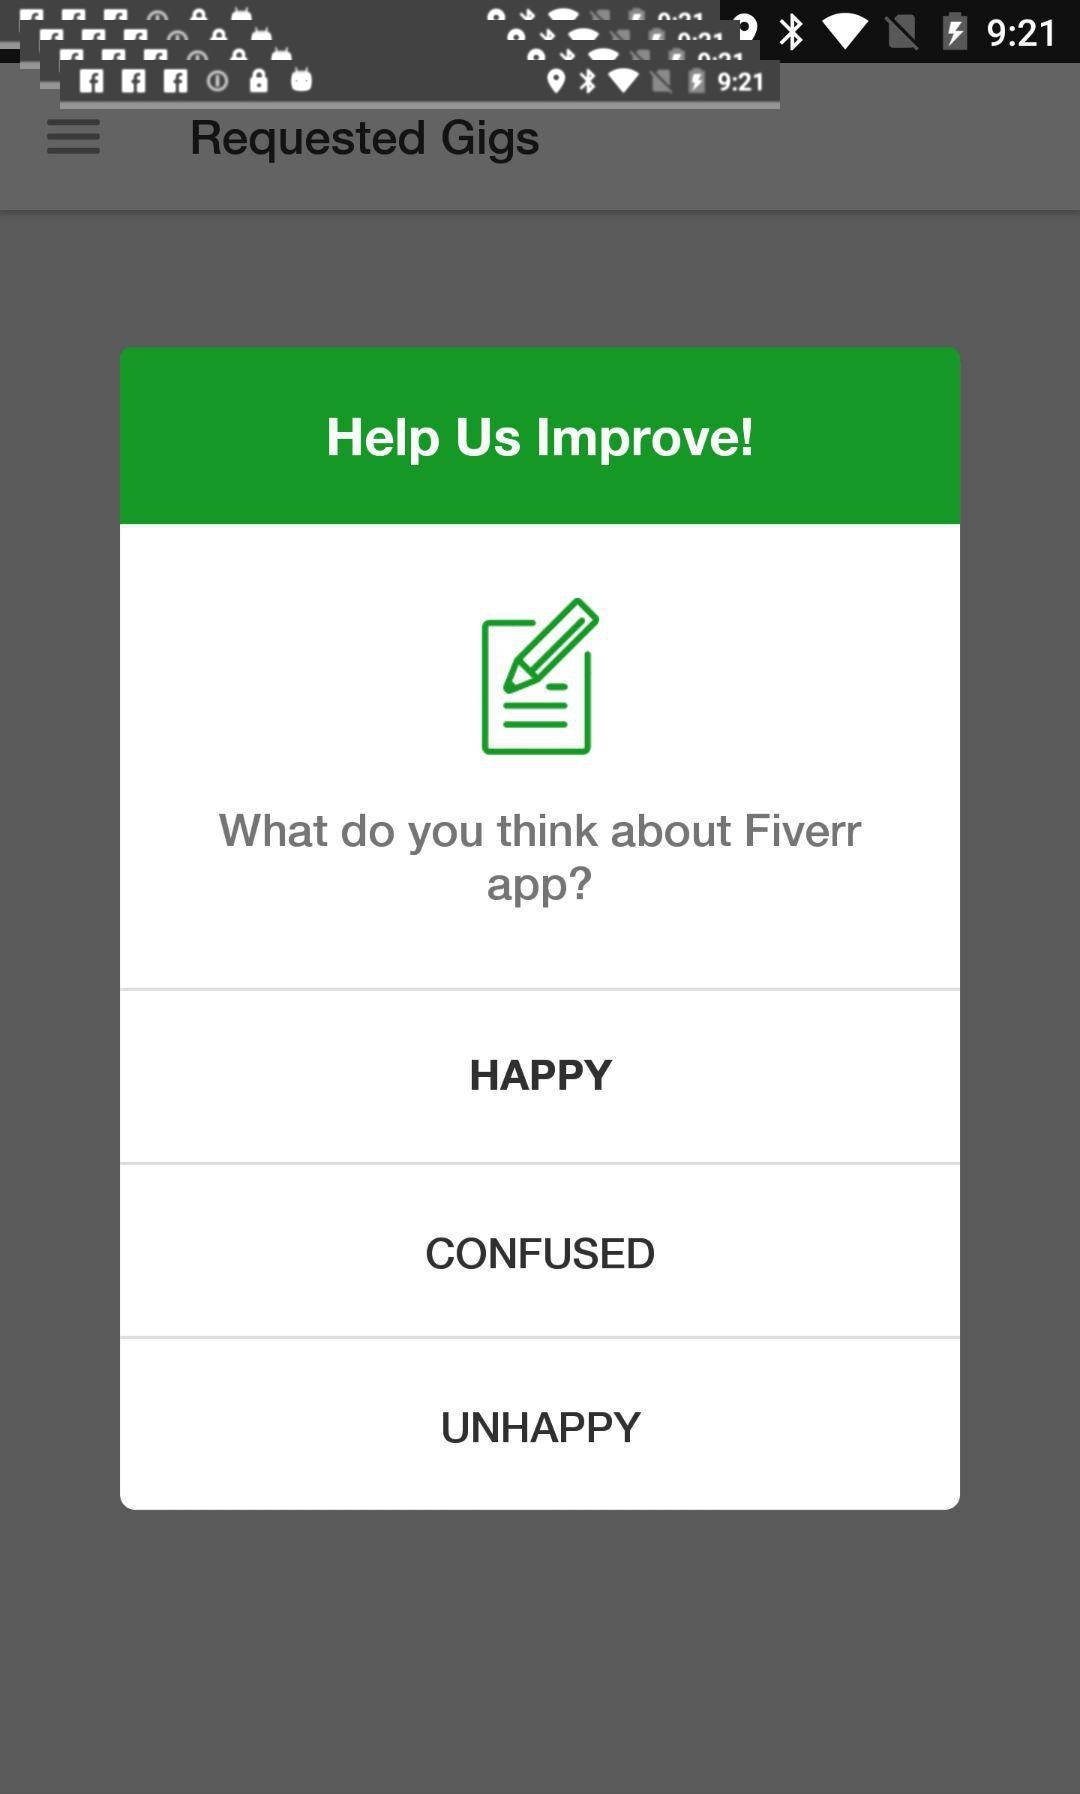 9:21
9:21
Requested Gigs
Help Us Improve!
What do you think about Fiverr
app?
HAPPY
CONFUSED
UNHAPPY